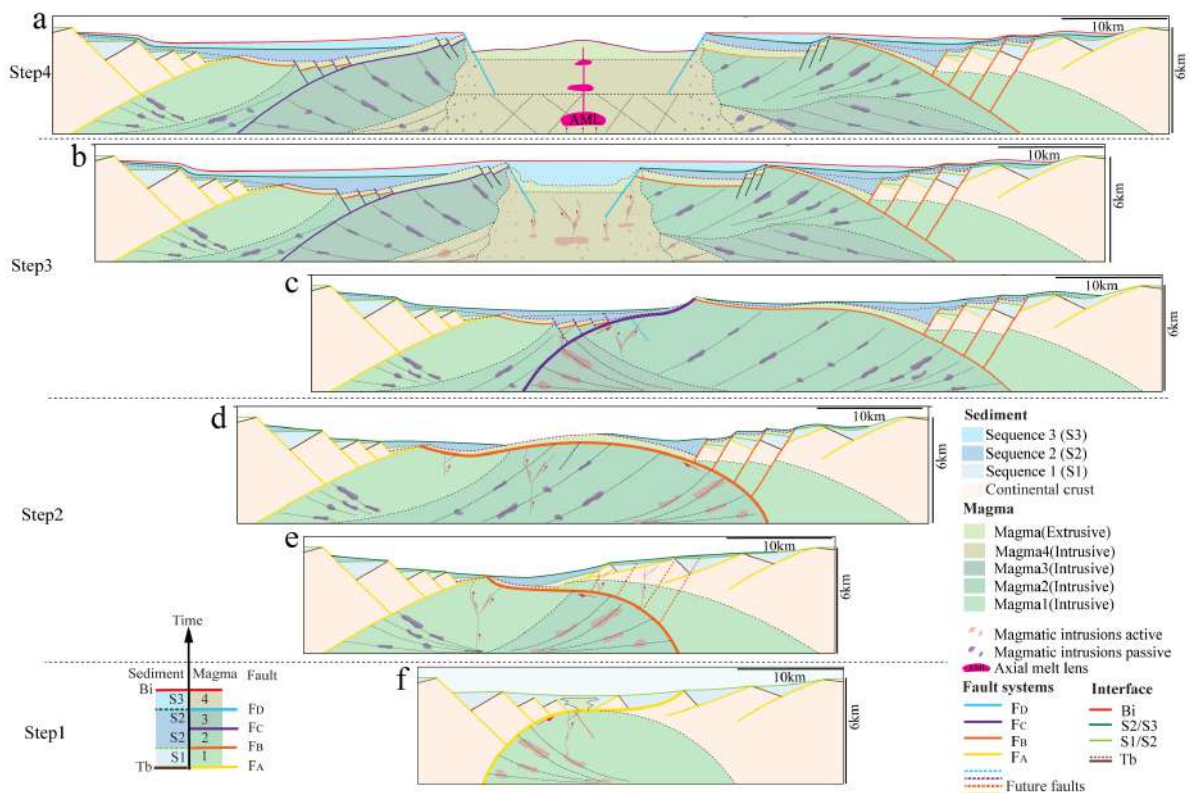 a
10km
Step4
6km
AML
b
10km
6km
Step3
c
10km
6km
d
10km
6km
Step2
e
10km
6km
f
10km
6km
Step1
Time
Sediment Magma Fault
Bi
S3 4
FD
S2 3
FC
S2 2
FB
S1 1
Tb FA
Sediment
Sequence 3 (S3)
Sequence 2 (S2)
Sequence 1 (S1)
Continental crust
Magma
Magma(Extrusive)
Magma4(Intrusive)
Magma3(Intrusive)
Magma2(Intrusive)
Magma1(Intrusive)
Magmatic intrusions active
Magmatic intrusions passive
AML Axial melt lens
Fault systems Interface
FD Bi
FC S2/S3
FB S1/S2
FA Tb
Future faults